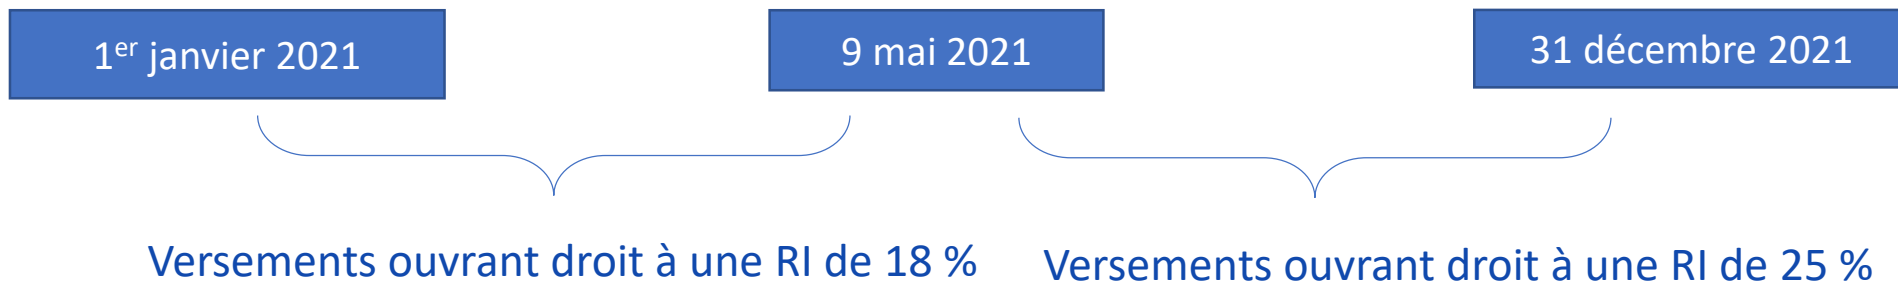 1er janvier 2021
9 mai 2021
31 décembre 2021
Versements ouvrant droit à une RI de 18 %
Versements ouvrant droit à une RI de 25 %